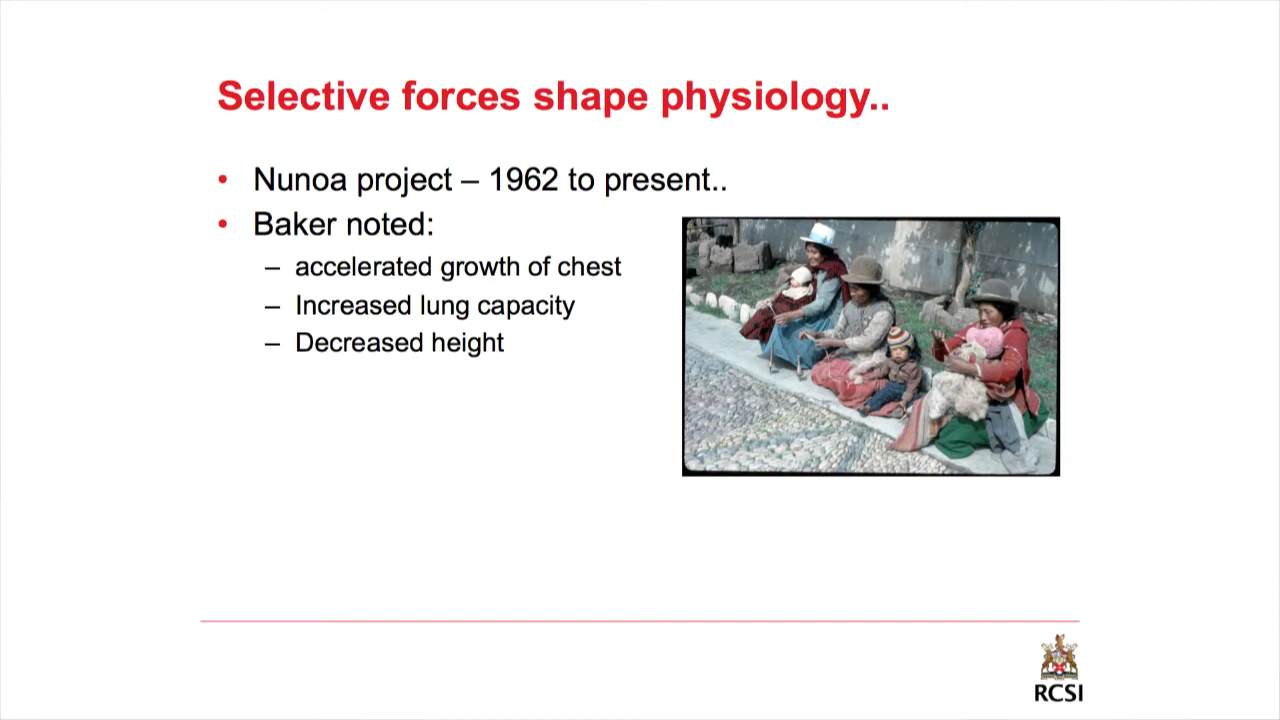 Selective forces shape physiology..
• Nunoa project – 1962 to present..
• Baker noted:
– accelerated growth of chest
– Increased lung capacity
– Decreased height
RCSI